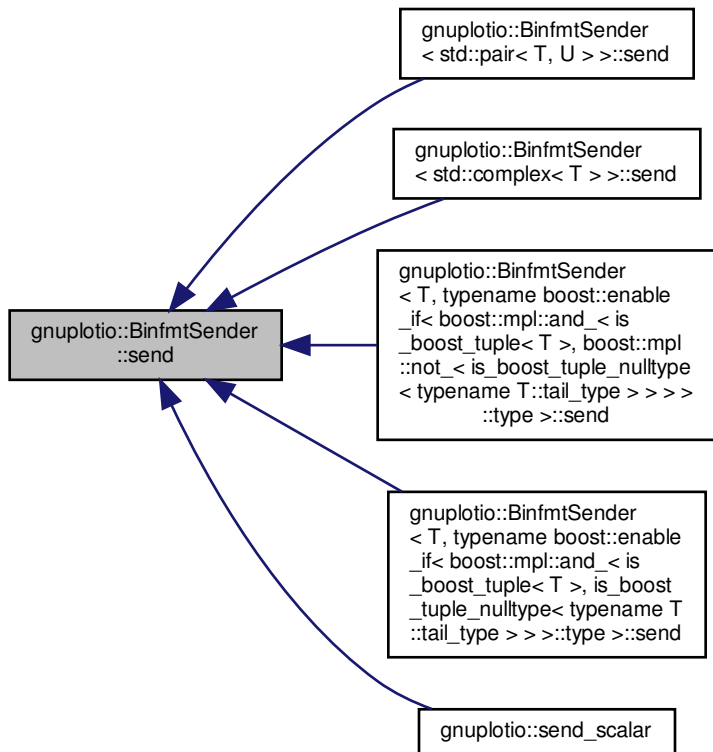 gnuplotio::BinfmtSender
< std::pair< T, U > >::send
gnuplotio::BinfmtSender
< std::complex< T > >::send
gnuplotio::BinfmtSender
< T, typename boost::enable
_if< boost::mpl::and_< is
_boost_tuple< T >, boost::mpl
::not_< is_boost_tuple_nulltype
< typename T::tail_type > > > >
::type >::send
gnuplotio::BinfmtSender
::send
gnuplotio::BinfmtSender
< T, typename boost::enable
_if< boost::mpl::and_< is
_boost_tuple< T >, is_boost
_tuple_nulltype< typename T
::tail_type > > >::type >::send
gnuplotio::send_scalar